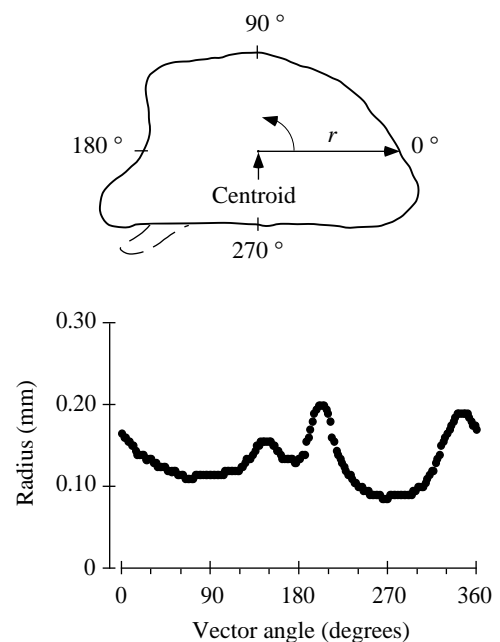 90 °
180 ° r 0 °
Centroid
270 °
0.30
0.20
0.10
0
Radius (mm)
0 90 180 270 360
Vector angle (degrees)